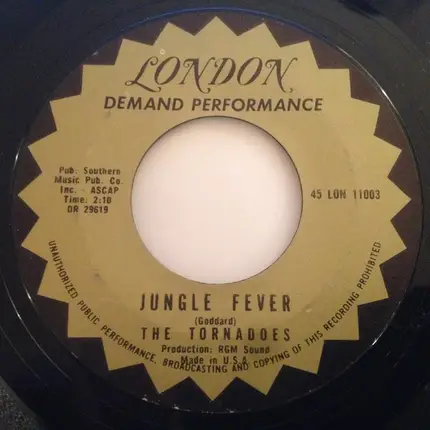 LONDON
DEMAND PERFORMANCE
Pub. Southern
Music Pub. Co.
Inc. - ASCAP
Time: 2:10
DR 29619
45 LON 11003
JUNGLE FEVER
(Goddard)
THE TORNADOES
Production: RGM Sound
Made in U.S.A.
UNAUTHORIZED PUBLIC PERFORMANCE, BROADCASTING AND COPYING OF THIS RECORDING PROHIBITED